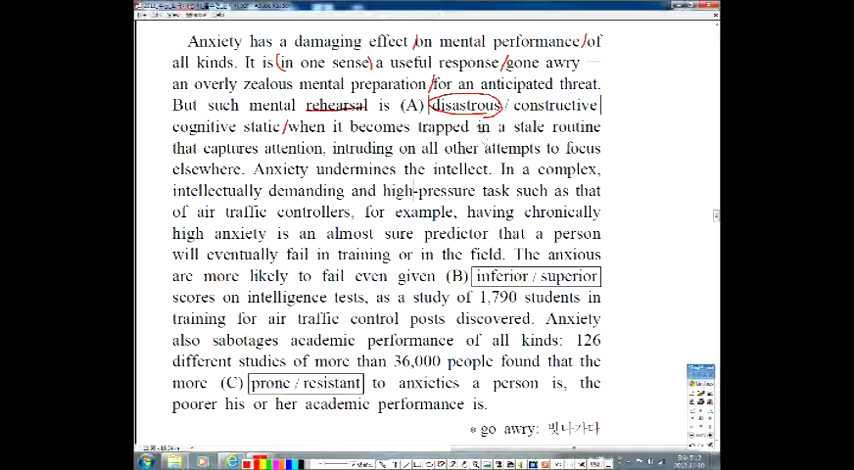 Anxiety has a damaging effect on mental performance of
all kinds. It is in one sense a useful response gone awry —
an overly zealous mental preparation for an anticipated threat.
But such mental rehearsal is (A) disastrous / constructive
cognitive static when it becomes trapped in a stale routine
that captures attention, intruding on all other attempts to focus
elsewhere. Anxiety undermines the intellect. In a complex,
intellectually demanding and high-pressure task such as that
of air traffic controllers, for example, having chronically
high anxiety is an almost sure predictor that a person
will eventually fail in training or in the field. The anxious
are more likely to fail even given (B) inferior / superior
scores on intelligence tests, as a study of 1,790 students in
training for air traffic control posts discovered. Anxiety
also sabotages academic performance of all kinds: 126
different studies of more than 36,000 people found that the
more (C) prone / resistant to anxieties a person is, the
poorer his or her academic performance is.
* go awry: 빗나가다